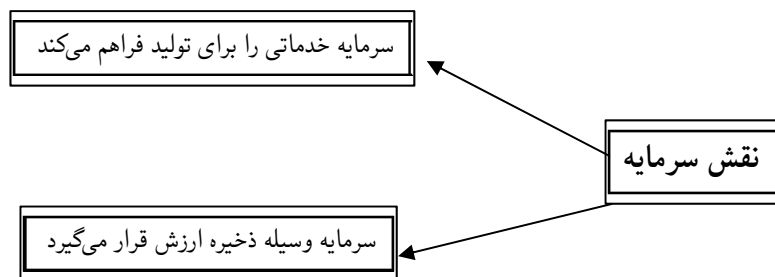 سرمایه خدماتی را برای تولید فراهم می‌کند
نقش سرمایه
سرمایه وسیله ذخیره ارزش قرار می‌گیرد